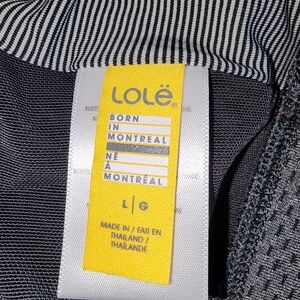 LOLË®
BORN
IN
MONTREAL
NÉ
À
MONTRÉAL
L | G
MADE IN / FAIT EN
THAILAND /
THAÏLANDE